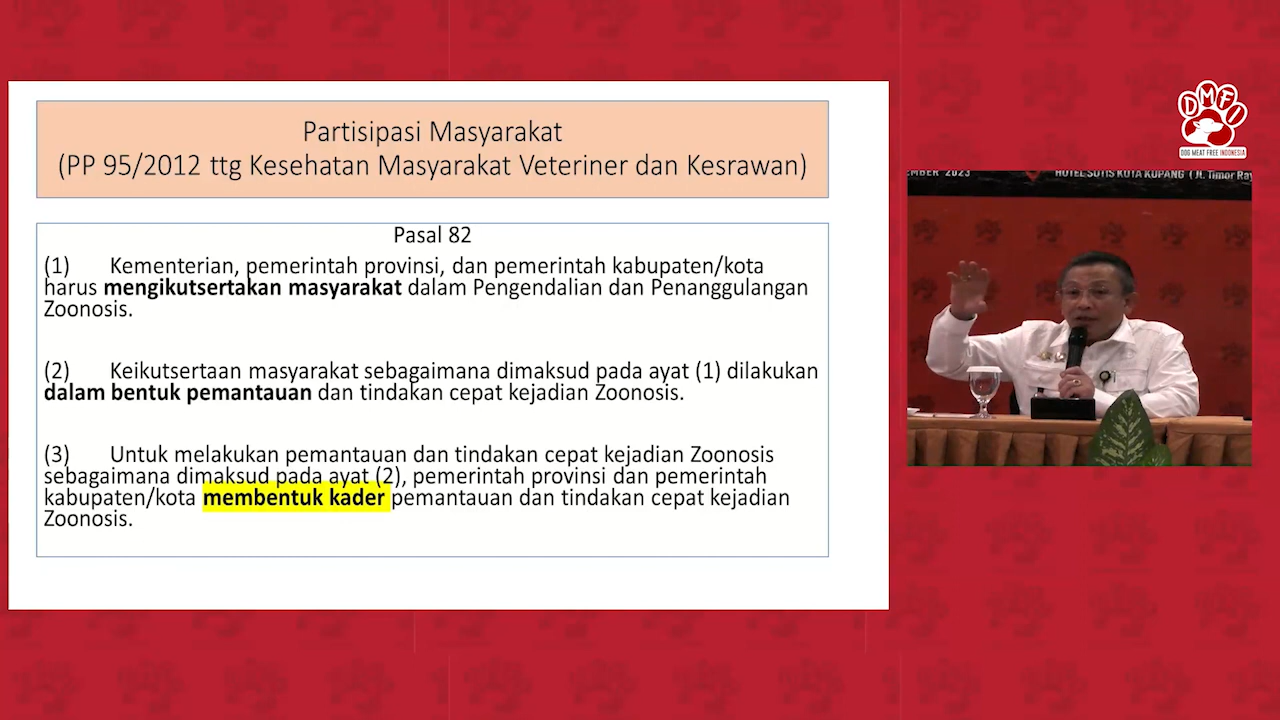 Partisipasi Masyarakat
(PP 95/2012 ttg Kesehatan Masyarakat Veteriner dan Kesrawan)
Pasal 82
(1) Kementerian, pemerintah provinsi, dan pemerintah kabupaten/kota
harus mengikutsertakan masyarakat dalam Pengendalian dan Penanggulangan
Zoonosis.
(2) Keikutsertaan masyarakat sebagaimana dimaksud pada ayat (1) dilakukan
dalam bentuk pemantauan dan tindakan cepat kejadian Zoonosis.
(3) Untuk melakukan pemantauan dan tindakan cepat kejadian Zoonosis
sebagaimana dimaksud pada ayat (2), pemerintah provinsi dan pemerintah
kabupaten/kota membentuk kader pemantauan dan tindakan cepat kejadian
Zoonosis.
DMFI
DOG MEAT FREE INDONESIA
EMBER 2023
HOTEL SOTIS KOTA KUPANG (Jl. Timor Ray